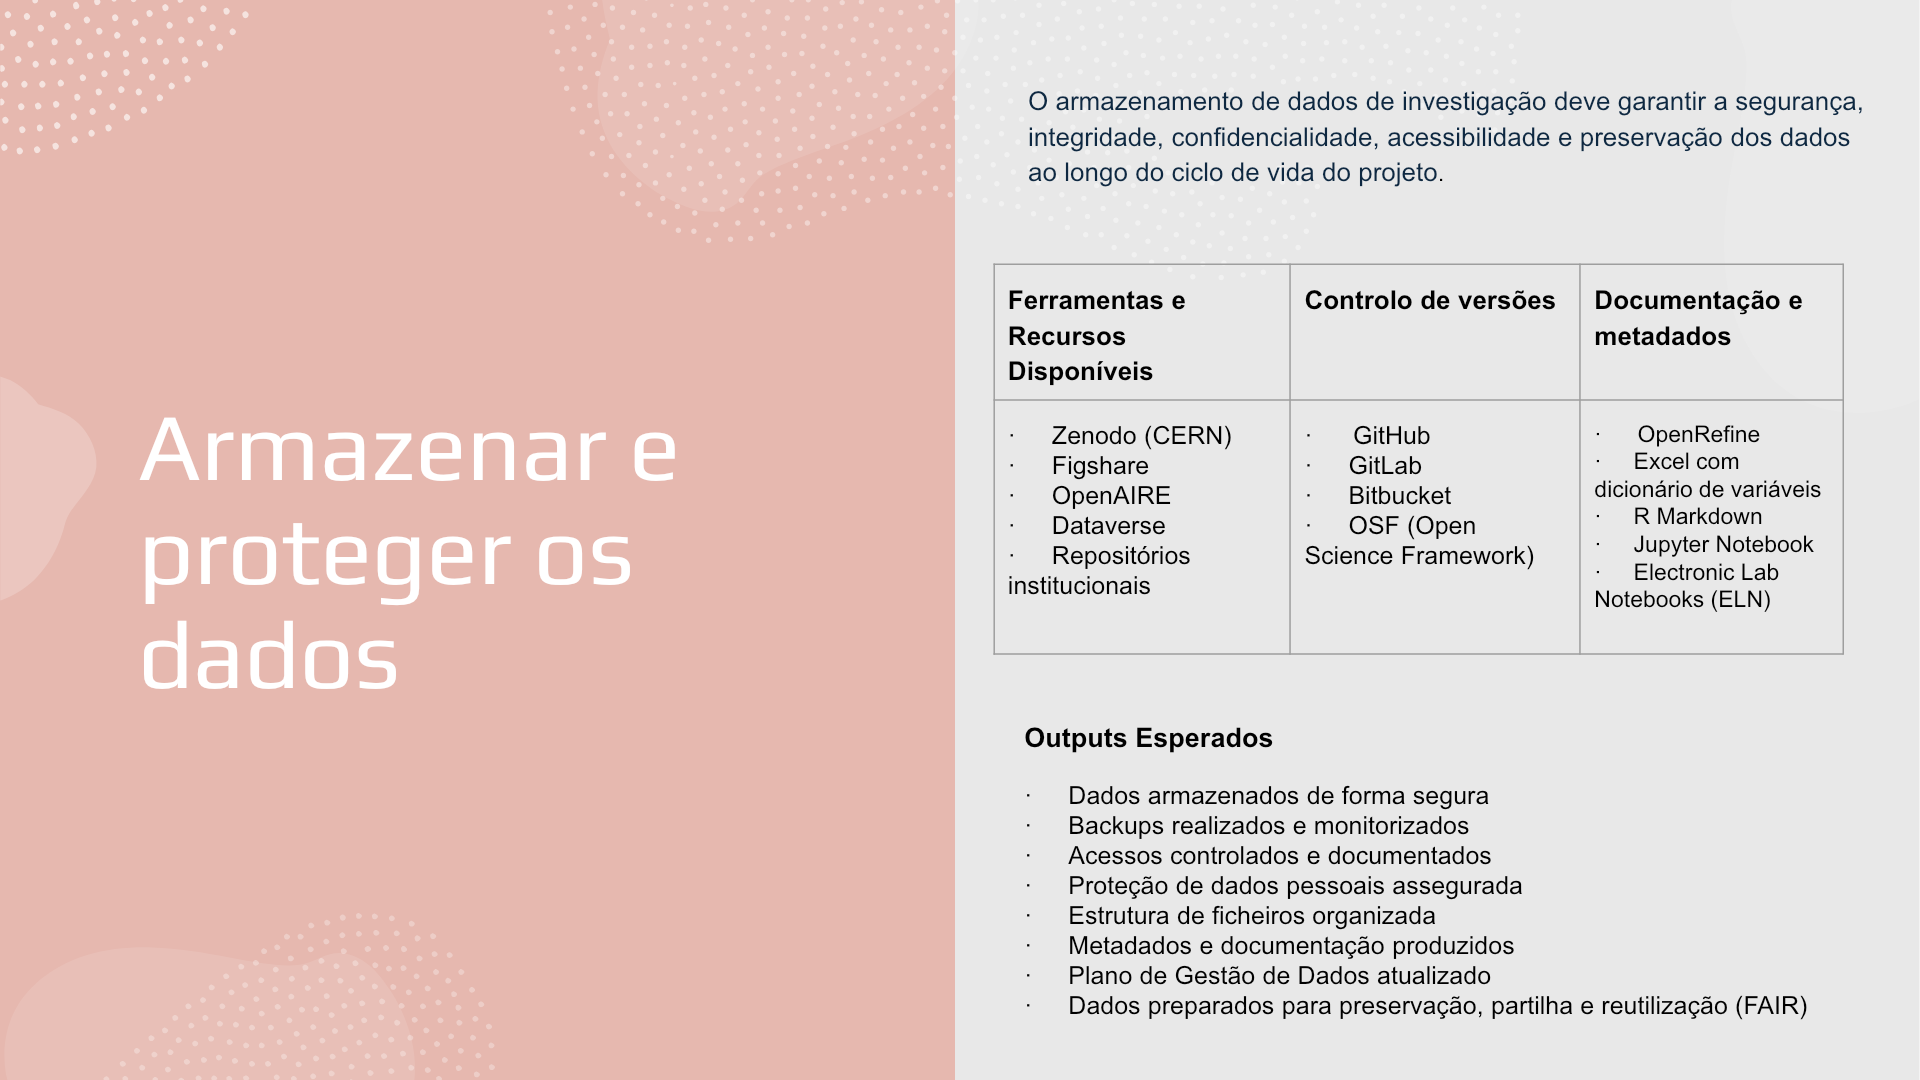 Armazenar e
proteger os
dados
O armazenamento de dados de investigação deve garantir a segurança,
integridade, confidencialidade, acessibilidade e preservação dos dados
ao longo do ciclo de vida do projeto.
Ferramentas e
Recursos
Disponíveis
· Zenodo (CERN)
· Figshare
· OpenAIRE
· Dataverse
· Repositórios
institucionais
Controlo de versões
· GitHub
· GitLab
· Bitbucket
· OSF (Open
Science Framework)
Documentação e
metadados
· OpenRefine
· Excel com
dicionário de variáveis
· R Markdown
· Jupyter Notebook
· Electronic Lab
Notebooks (ELN)
Outputs Esperados
· Dados armazenados de forma segura
· Backups realizados e monitorizados
· Acessos controlados e documentados
· Proteção de dados pessoais assegurada
· Estrutura de ficheiros organizada
· Metadados e documentação produzidos
· Plano de Gestão de Dados atualizado
· Dados preparados para preservação, partilha e reutilização (FAIR)